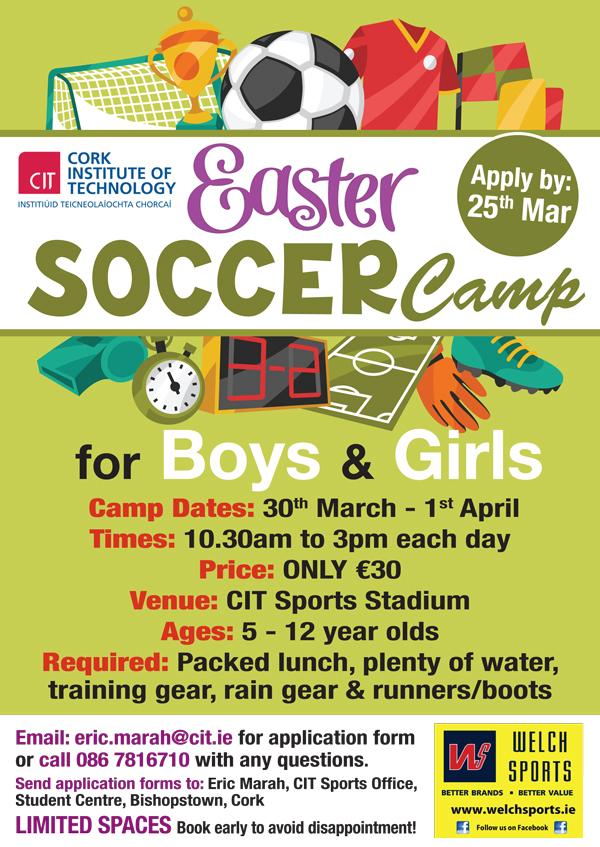 CIT
CORK
INSTITUTE OF
TECHNOLOGY
INSTITIÚID TEICNEOLAÍOCHTA CHORCAÍ
Easter
Apply by:
25th Mar
SOCCER Camp
3-2
for Boys & Girls
Camp Dates: 30th March - 1st April
Times: 10.30am to 3pm each day
Price: ONLY €30
Venue: CIT Sports Stadium
Ages: 5 - 12 year olds
Required: Packed lunch, plenty of water,
training gear, rain gear & runners/boots
Email: eric.marah@cit.ie for application form
or call 086 7816710 with any questions.
Send application forms to: Eric Marah, CIT Sports Office,
Student Centre, Bishopstown, Cork
LIMITED SPACES Book early to avoid disappointment!
WS
WELCH
SPORTS
BETTER BRANDS • BETTER VALUE
www.welchsports.ie
f Follow us on Facebook f